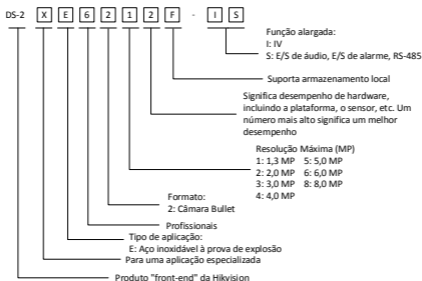 DS-2 X E 6 2 1 2 F - I S
Função alargada:
I: IV
S: E/S de áudio, E/S de alarme, RS-485
Suporta armazenamento local
Significa desempenho de hardware,
incluindo a plataforma, o sensor, etc. Um
número mais alto significa um melhor
desempenho
Resolução Máxima (MP)
1: 1,3 MP 5: 5,0 MP
2: 2,0 MP 6: 6,0 MP
3: 3,0 MP 8: 8,0 MP
4: 4,0 MP
Formato:
2: Câmara Bullet
Profissionais
Tipo de aplicação:
E: Aço inoxidável à prova de explosão
Para uma aplicação especializada
Produto "front-end" da Hikvision